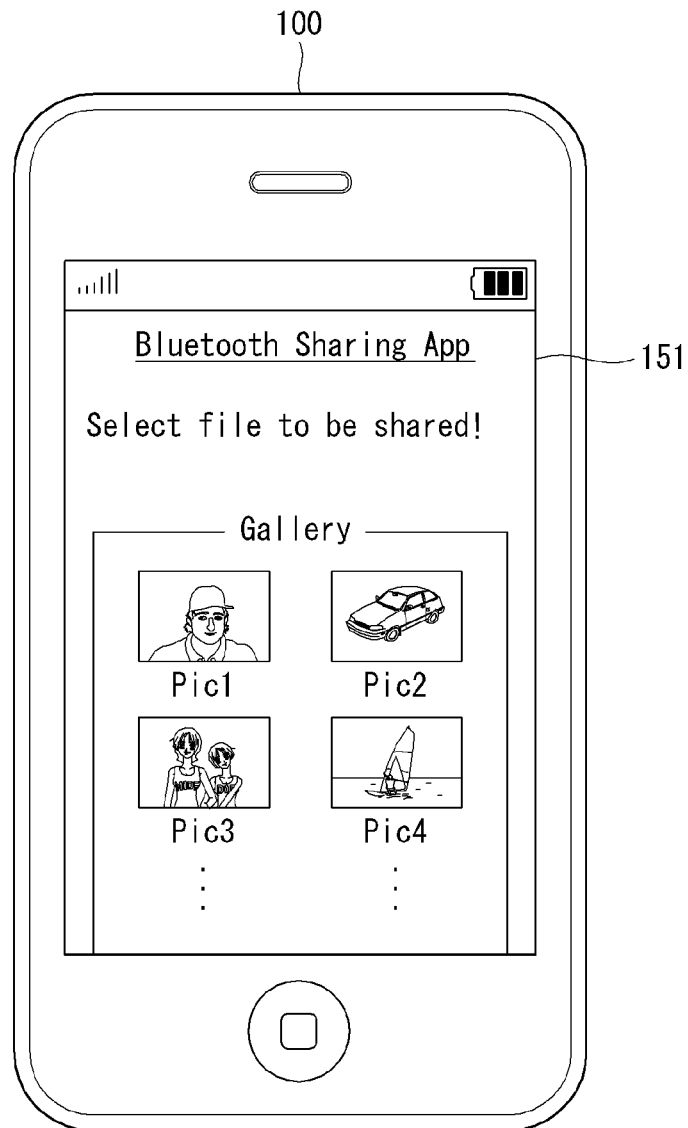 100
151
Bluetooth Sharing App
Select file to be shared!
Gallery
Pic1 Pic2
Pic3 Pic4